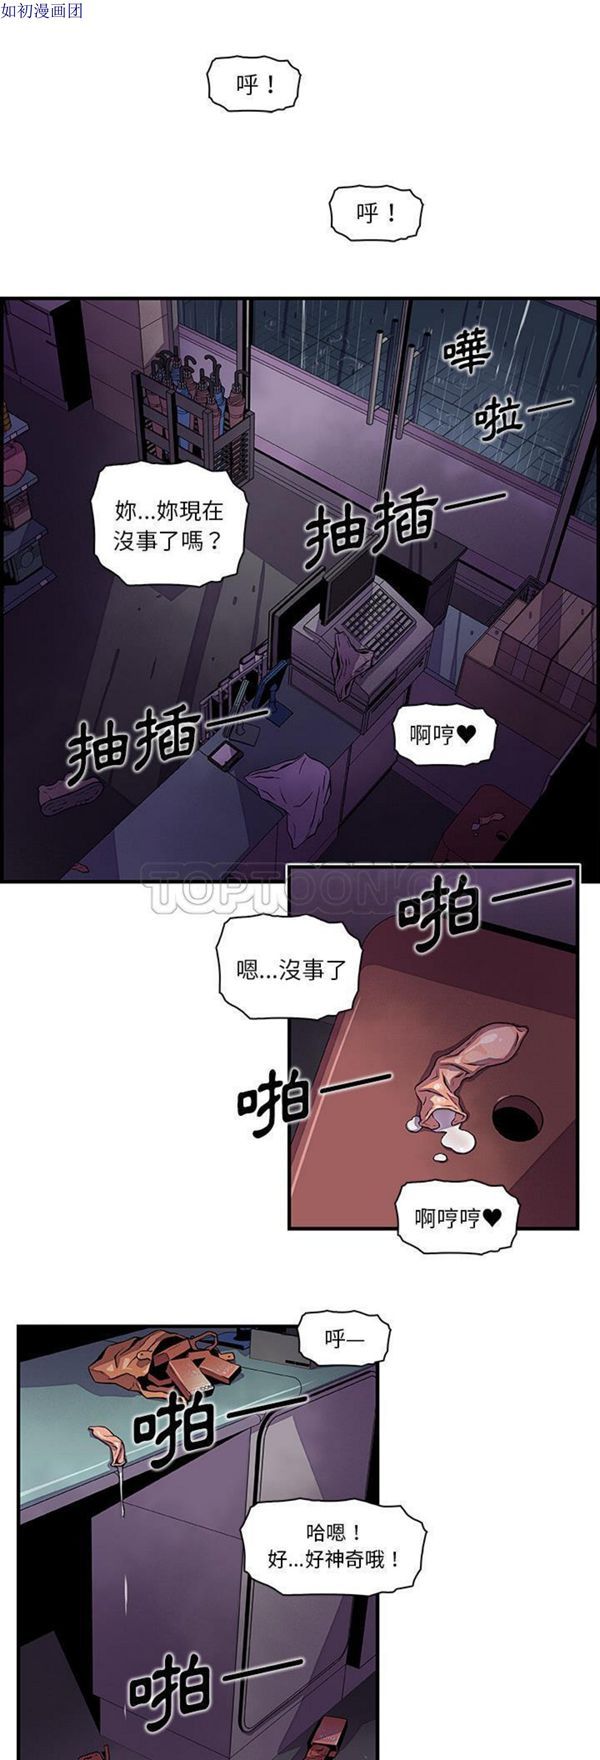 如初漫画团
呼！
呼！
嘩
啦—
妳...妳現在
沒事了嗎？
抽插—
抽插—
啊哼♥
TOPTOON
啪—
嗯...沒事了
啪—
啊哼哼♥
呼—
啪—
哈嗯！
好...好神奇哦！
啪—